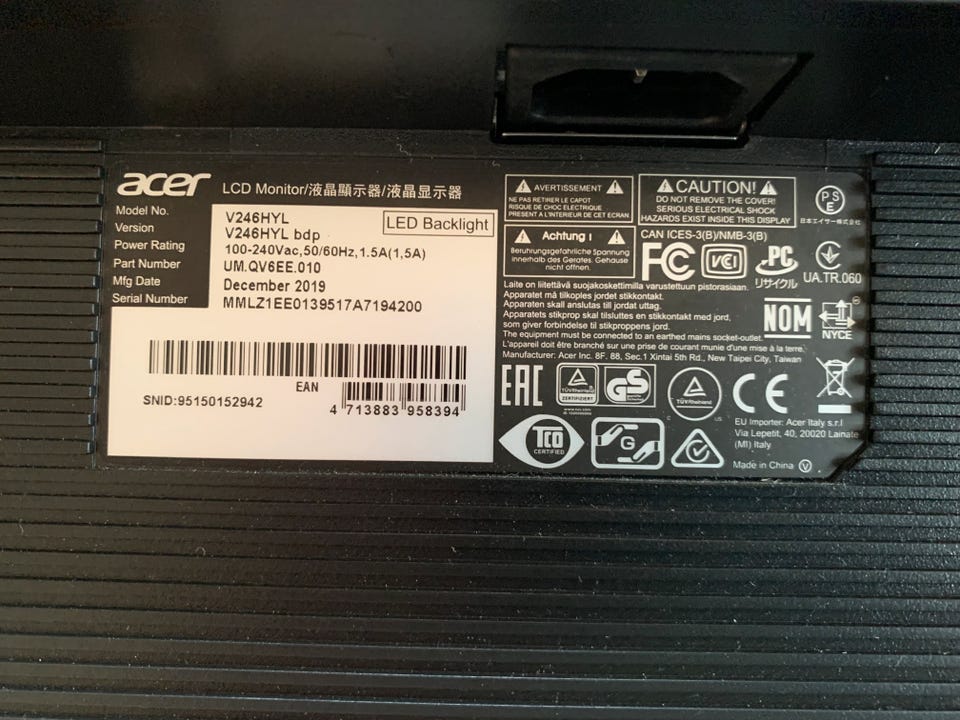 acer LCD Monitor/液晶顯示器/液晶显示器
Model No. V246HYL
Version V246HYL bdp
Power Rating 100-240Vac,50/60Hz,1.5A(1,5A)
Part Number UM.QV6EE.010
Mfg Date December 2019
Serial Number MMLZ1EE0139517A7194200
LED Backlight
EAN
SNID:95150152942
4 713883 958394
AVERTISSEMENT
NE PAS RETIRER LE CAPOT
RISQUE DE CHOC ELECTRIQUE
PRESENT A L'INTERIEUR DE CET ECRAN
CAUTION!
DO NOT REMOVE THE COVER!
SERIOUS ELECTRICAL SHOCK
HAZARDS EXIST INSIDE THIS DISPLAY
PS
E
日本エイサー株式会社
Achtung !
Berührungsgefährliche Spannung
innerhalb des Gerätes. Gehäuse
nicht öffnen.
CAN ICES-3(B)/NMB-3(B)
FC
VCI
PC
リサイクル
UA.TR.060
Laite on liitettävä suojakoskettimilla varustettuun pistorasiaan.
Apparatet må tilkoples jordet stikkontakt.
Apparaten skall anslutas till jordat uttag.
Apparatets stikprop skal tilsluttes en stikkontakt med jord,
som giver forbindelse til stikproppens jord.
The equipment must be connected to an earthed mains socket-outlet.
L'appareil doit être branché sur une prise de courant munie d'une mise à la terre.
Manufacturer: Acer Inc. 8F, 88, Sec.1 Xintai 5th Rd., New Taipei City, Taiwan
NOM
NYCE
EAC
TÜVRheinland
ZERTIFIZIERT
GS
TÜVRheinland
C US
CE
TCO
CERTIFIED
G
EU Importer: Acer Italy s.r.l
Via Lepetit, 40, 20020 Lainate
(MI) Italy
Made in China V